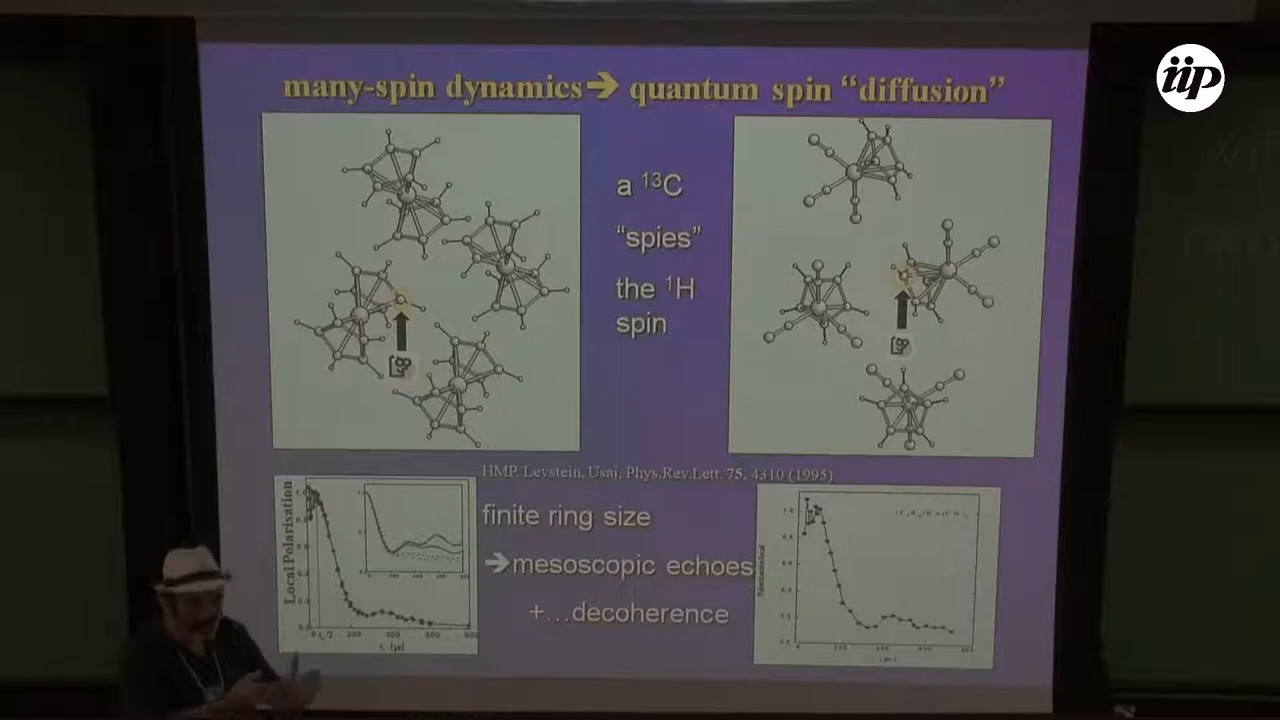 iip
many-spin dynamics➔ quantum spin “diffusion”
a ¹³C
“spies”
the ¹H
spin
HMP, Levstein, Usaj, Phys.Rev.Lett. 75, 4310 (1995)
finite ring size
➔mesoscopic echoes
+…decoherence
Local Polarisation